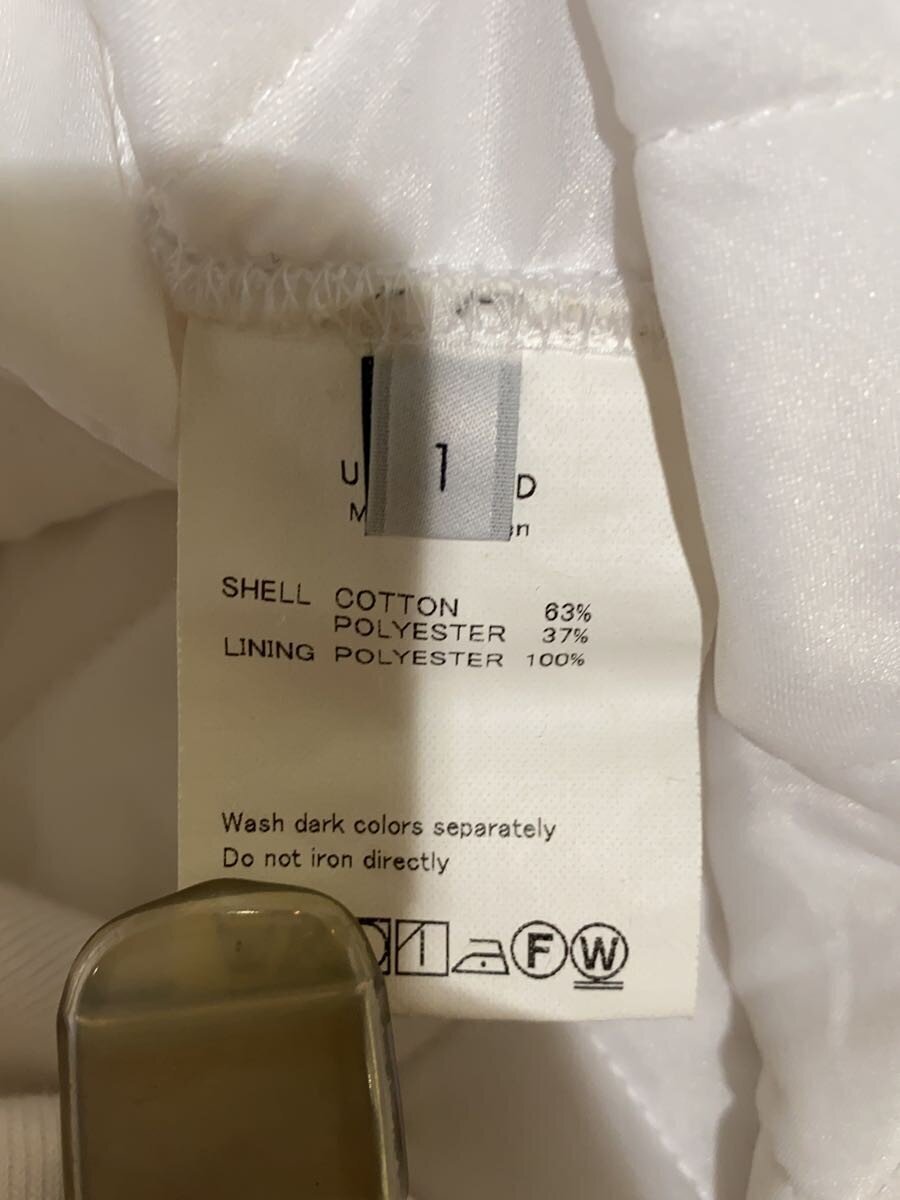 1
SHELL COTTON 63%
POLYESTER 37%
LINING POLYESTER 100%
Wash dark colors separately
Do not iron directly
F W